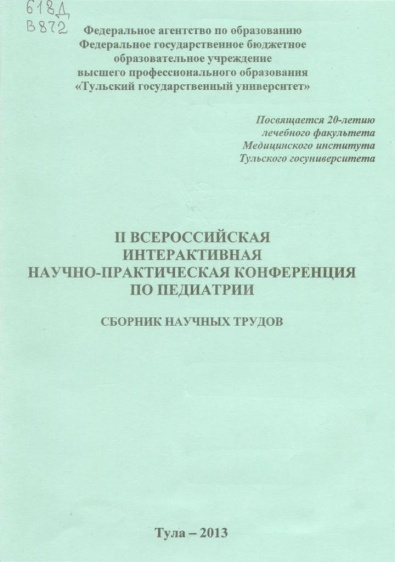 618Д
В872
Федеральное агентство по образованию
Федеральное государственное бюджетное
образовательное учреждение
высшего профессионального образования
«Тульский государственный университет»
Посвящается 20-летию
лечебного факультета
Медицинского института
Тульского госуниверситета
II ВСЕРОССИЙСКАЯ
ИНТЕРАКТИВНАЯ
НАУЧНО-ПРАКТИЧЕСКАЯ КОНФЕРЕНЦИЯ
ПО ПЕДИАТРИИ
СБОРНИК НАУЧНЫХ ТРУДОВ
Тула – 2013